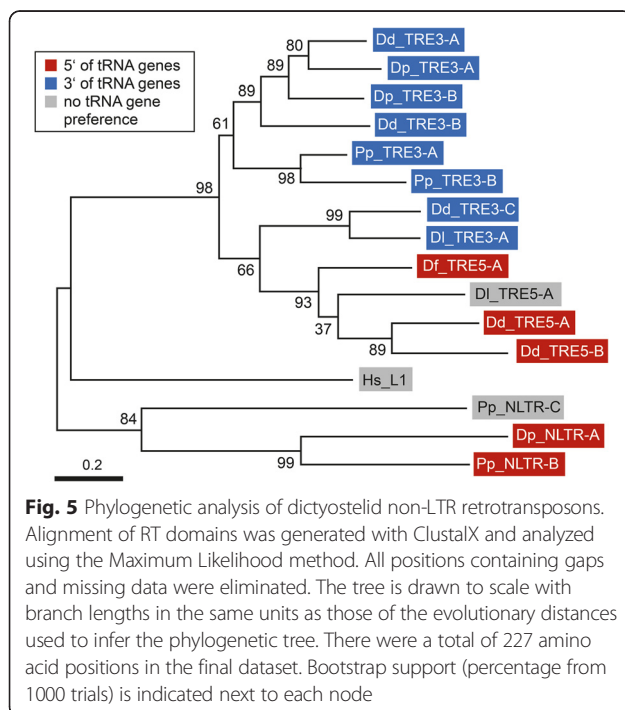 5' of tRNA genes
3' of tRNA genes
no tRNA gene
preference
Dd_TRE3-A
Dp_TRE3-A
Dp_TRE3-B
Dd_TRE3-B
Pp_TRE3-A
Pp_TRE3-B
Dd_TRE3-C
Dl_TRE3-A
Df_TRE5-A
Dl_TRE5-A
Dd_TRE5-A
Dd_TRE5-B
Hs_L1
Pp_NLTR-C
Dp_NLTR-A
Pp_NLTR-B
80
89
89
61
98
98
99
66
93
37
89
84
99
0.2
Fig. 5 Phylogenetic analysis of dictyostelid non-LTR retrotransposons.
Alignment of RT domains was generated with ClustalX and analyzed
using the Maximum Likelihood method. All positions containing gaps
and missing data were eliminated. The tree is drawn to scale with
branch lengths in the same units as those of the evolutionary distances
used to infer the phylogenetic tree. There were a total of 227 amino
acid positions in the final dataset. Bootstrap support (percentage from
1000 trials) is indicated next to each node